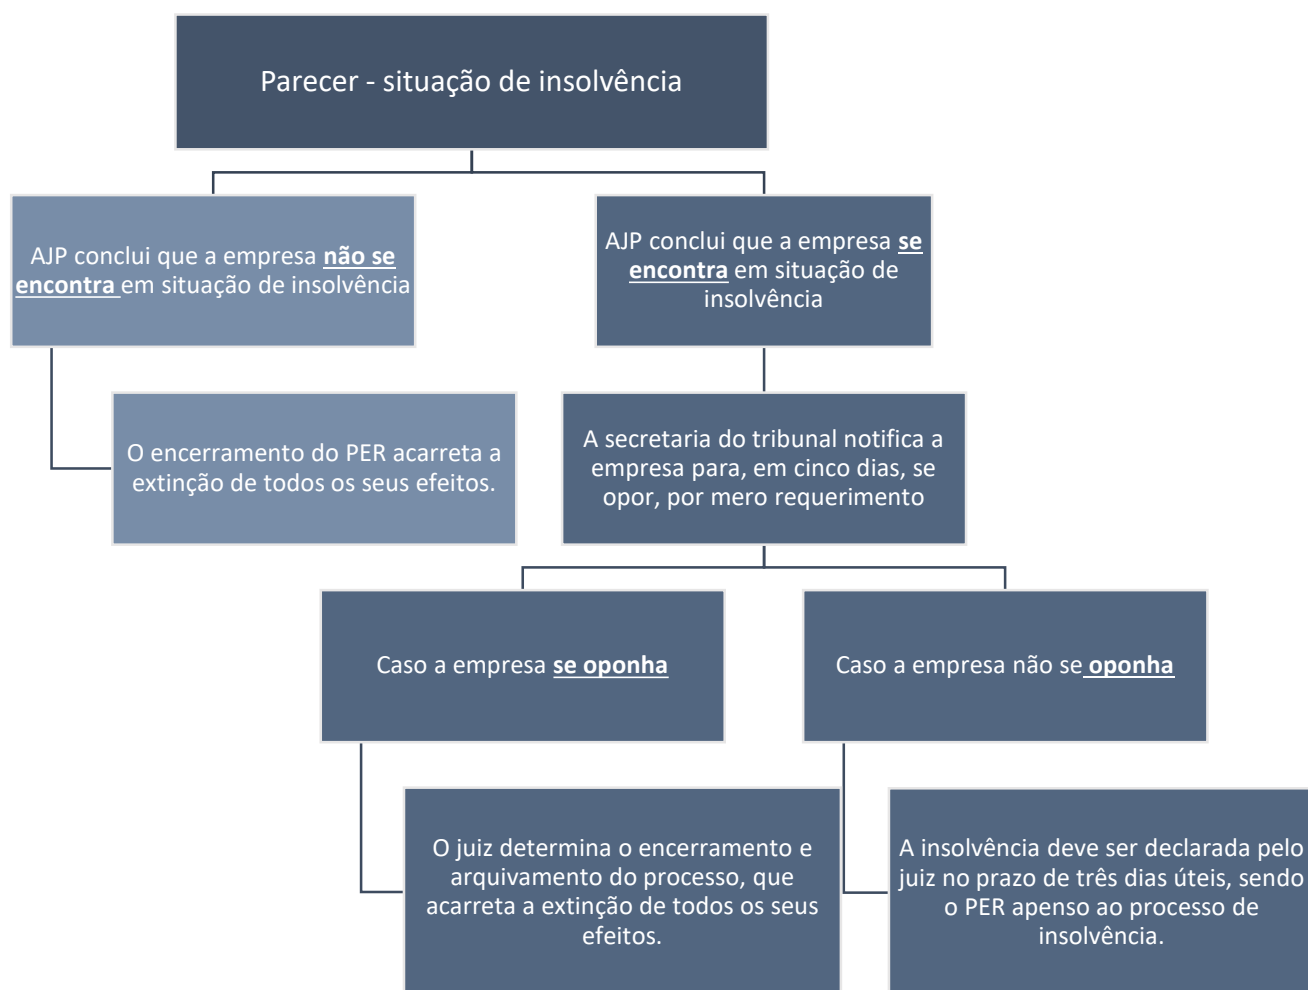 Parecer - situação de insolvência
AJP conclui que a empresa não se
encontra em situação de insolvência
AJP conclui que a empresa se
encontra em situação de
insolvência
O encerramento do PER acarreta a
extinção de todos os seus efeitos.
A secretaria do tribunal notifica a
empresa para, em cinco dias, se
opor, por mero requerimento
Caso a empresa se oponha
Caso a empresa não se oponha
O juiz determina o encerramento e
arquivamento do processo, que
acarreta a extinção de todos os seus
efeitos.
A insolvência deve ser declarada pelo
juiz no prazo de três dias úteis, sendo
o PER apenso ao processo de
insolvência.